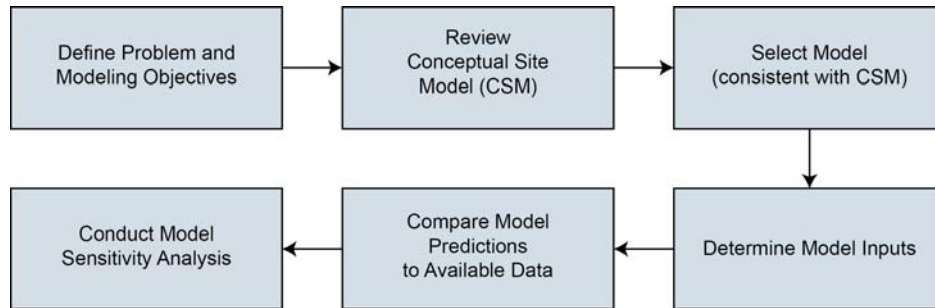 Define Problem and
Modeling Objectives
Review
Conceptual Site
Model (CSM)
Select Model
(consistent with CSM)
Determine Model Inputs
Compare Model
Predictions
to Available Data
Conduct Model
Sensitivity Analysis